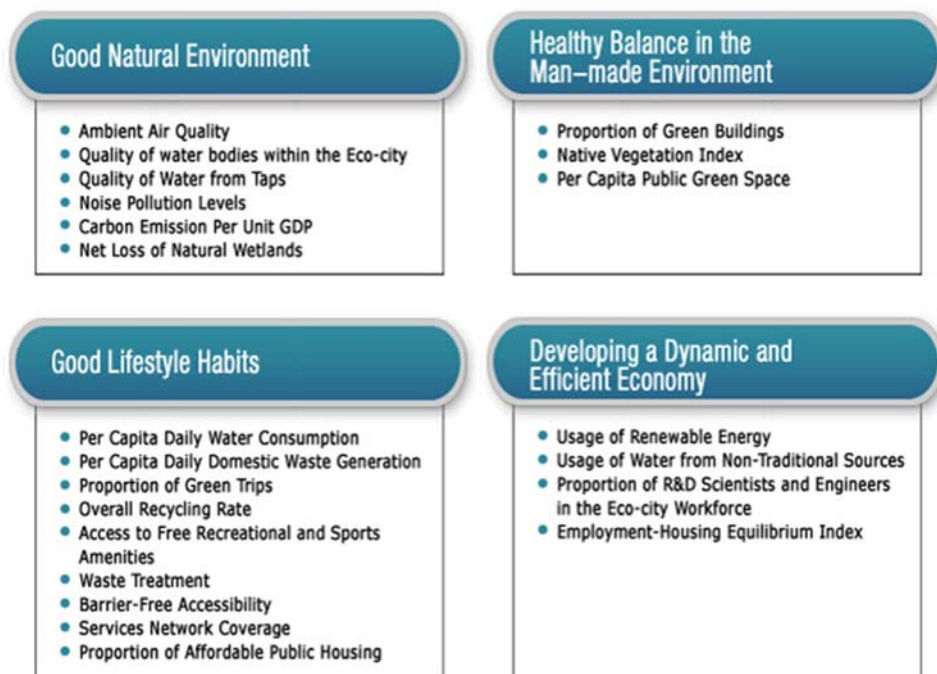 Good Natural Environment
• Ambient Air Quality
• Quality of water bodies within the Eco-city
• Quality of Water from Taps
• Noise Pollution Levels
• Carbon Emission Per Unit GDP
• Net Loss of Natural Wetlands
Healthy Balance in the
Man-made Environment
• Proportion of Green Buildings
• Native Vegetation Index
• Per Capita Public Green Space
Good Lifestyle Habits
• Per Capita Daily Water Consumption
• Per Capita Daily Domestic Waste Generation
• Proportion of Green Trips
• Overall Recycling Rate
• Access to Free Recreational and Sports
Amenities
• Waste Treatment
• Barrier-Free Accessibility
• Services Network Coverage
• Proportion of Affordable Public Housing
Developing a Dynamic and
Efficient Economy
• Usage of Renewable Energy
• Usage of Water from Non-Traditional Sources
• Proportion of R&D Scientists and Engineers
in the Eco-city Workforce
• Employment-Housing Equilibrium Index